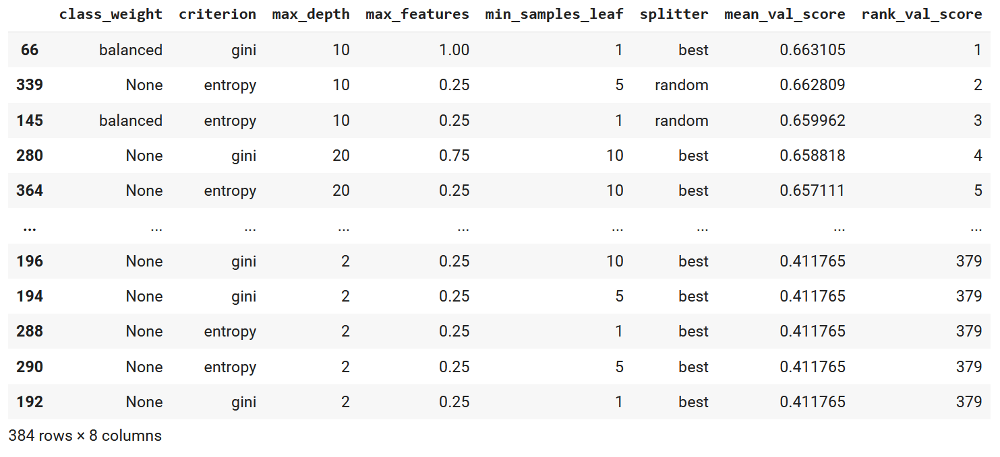 class_weight criterion max_depth max_features min_samples_leaf splitter mean_val_score rank_val_score
66 balanced gini 10 1.00 1 best 0.663105 1
339 None entropy 10 0.25 5 random 0.662809 2
145 balanced entropy 10 0.25 1 random 0.659962 3
280 None gini 20 0.75 10 best 0.658818 4
364 None entropy 20 0.25 10 best 0.657111 5
... ... ... ... ... ... ... ... ...
196 None gini 2 0.25 10 best 0.411765 379
194 None gini 2 0.25 5 best 0.411765 379
288 None entropy 2 0.25 1 best 0.411765 379
290 None entropy 2 0.25 5 best 0.411765 379
192 None gini 2 0.25 1 best 0.411765 379
384 rows × 8 columns